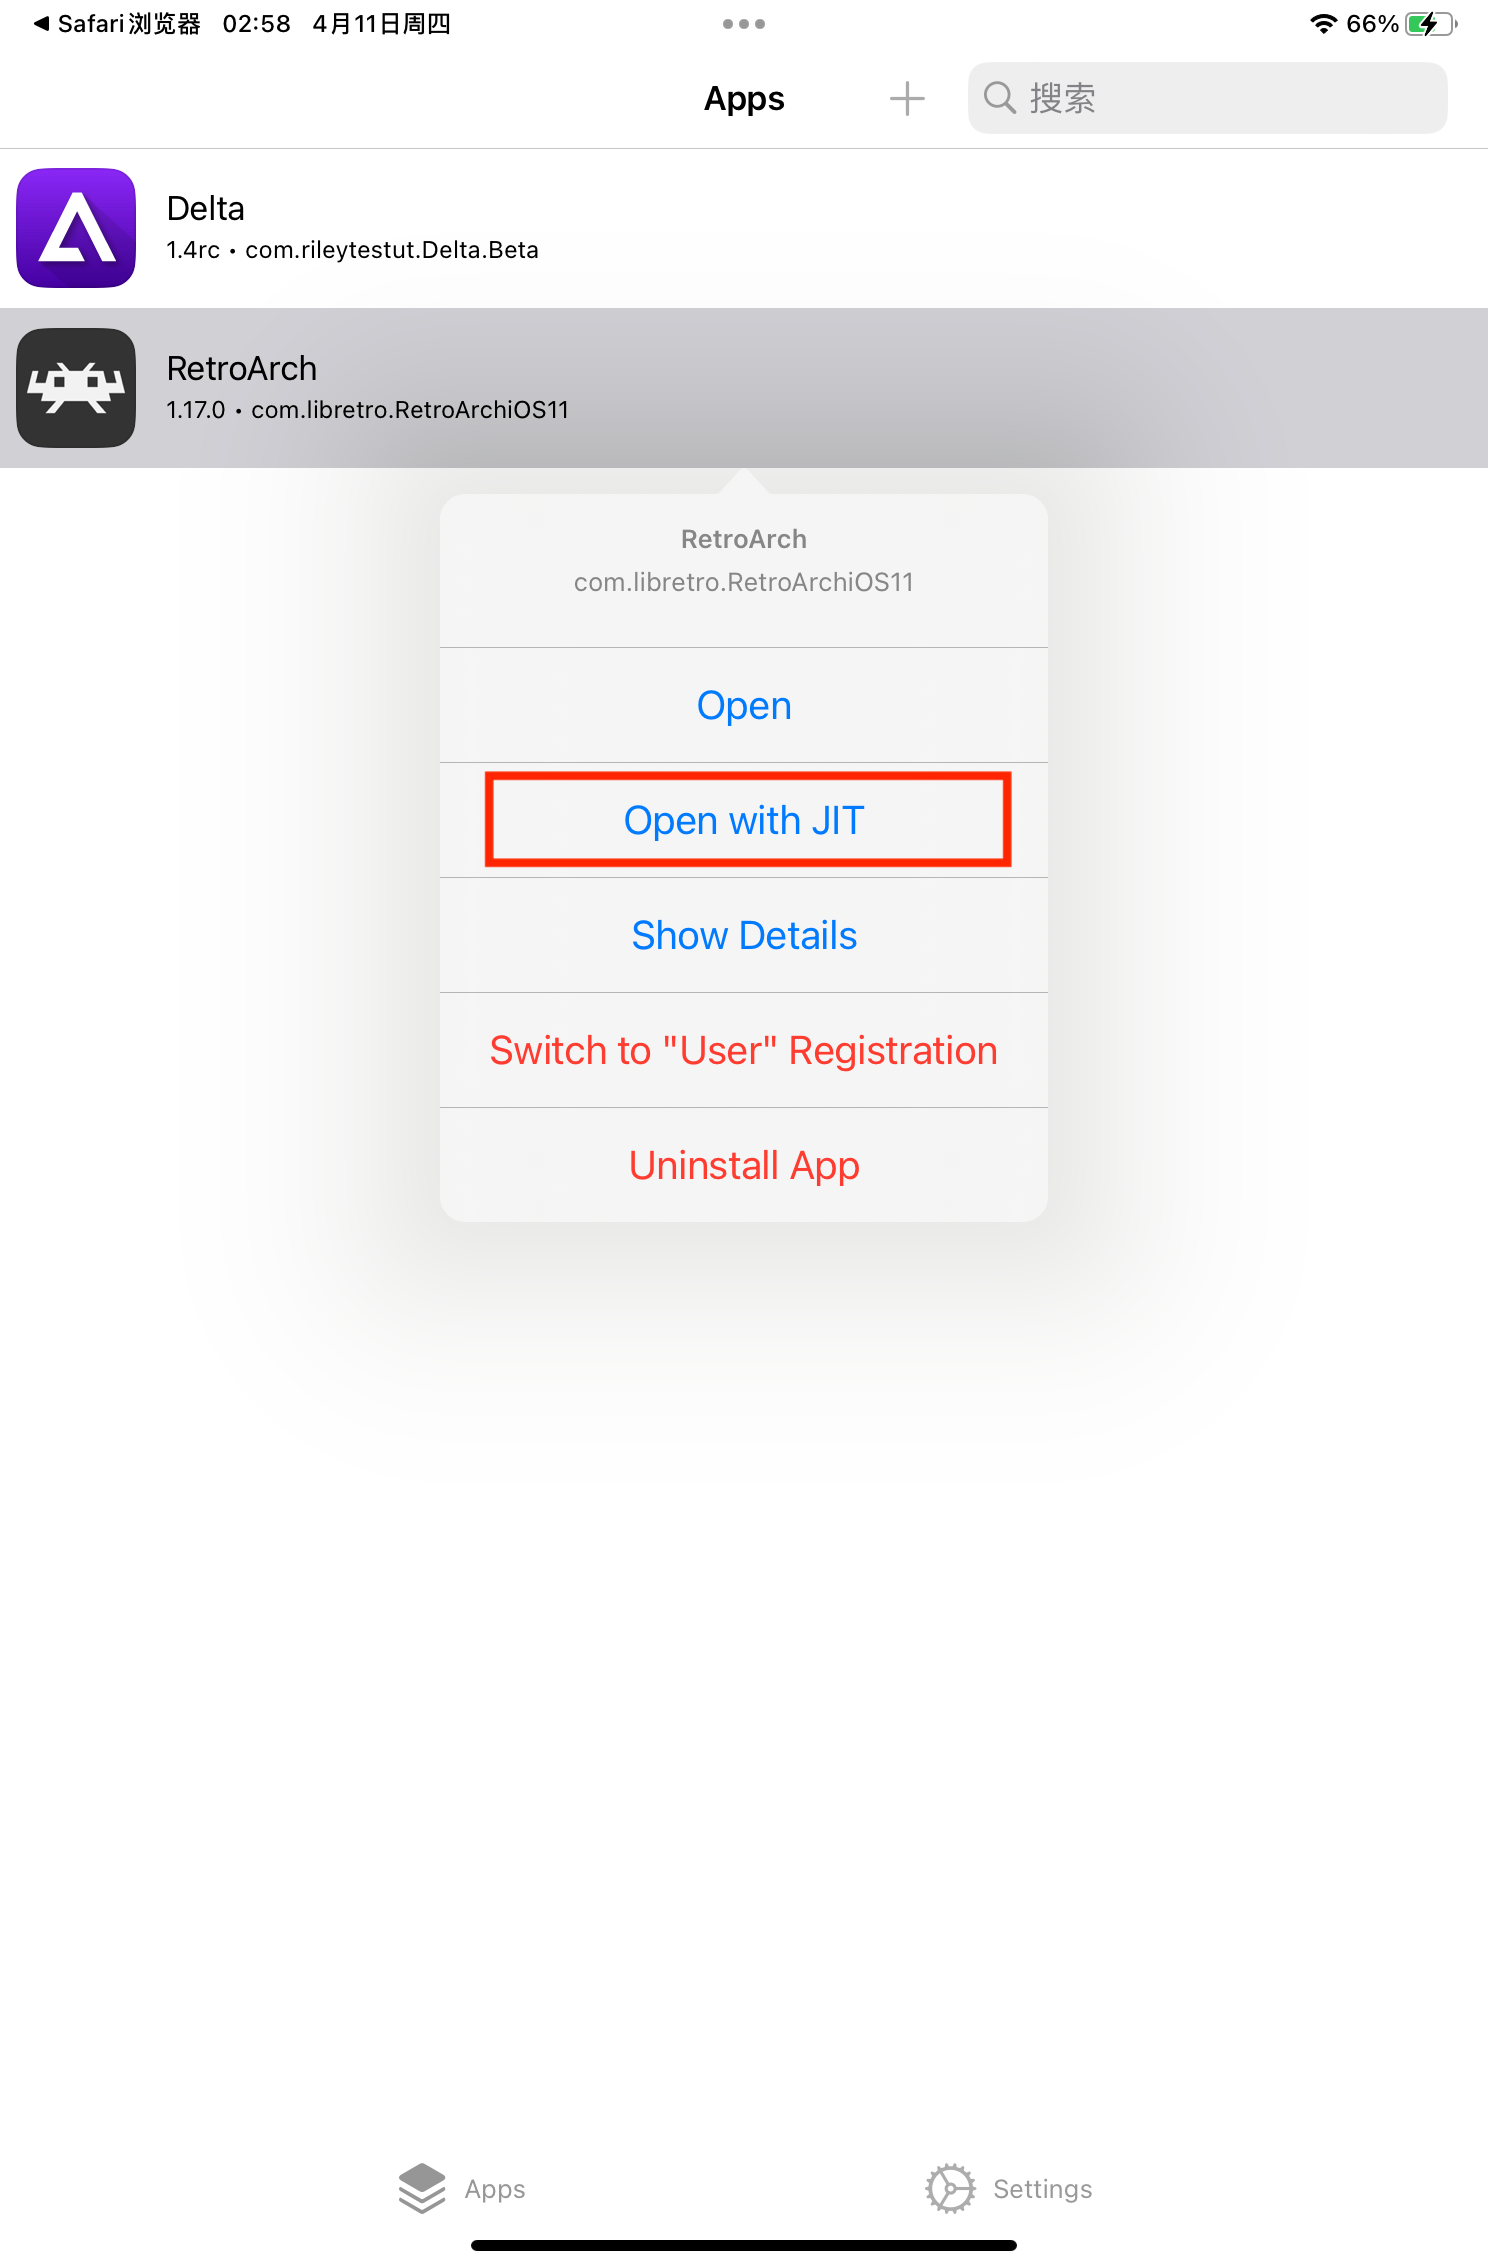 Safari浏览器 02:58 4月11日周四 66%
Apps 搜索
Delta
1.4rc • com.rileytestut.Delta.Beta
RetroArch
1.17.0 • com.libretro.RetroArchiOS11
RetroArch
com.libretro.RetroArchiOS11
Open
Open with JIT
Show Details
Switch to "User" Registration
Uninstall App
Apps Settings